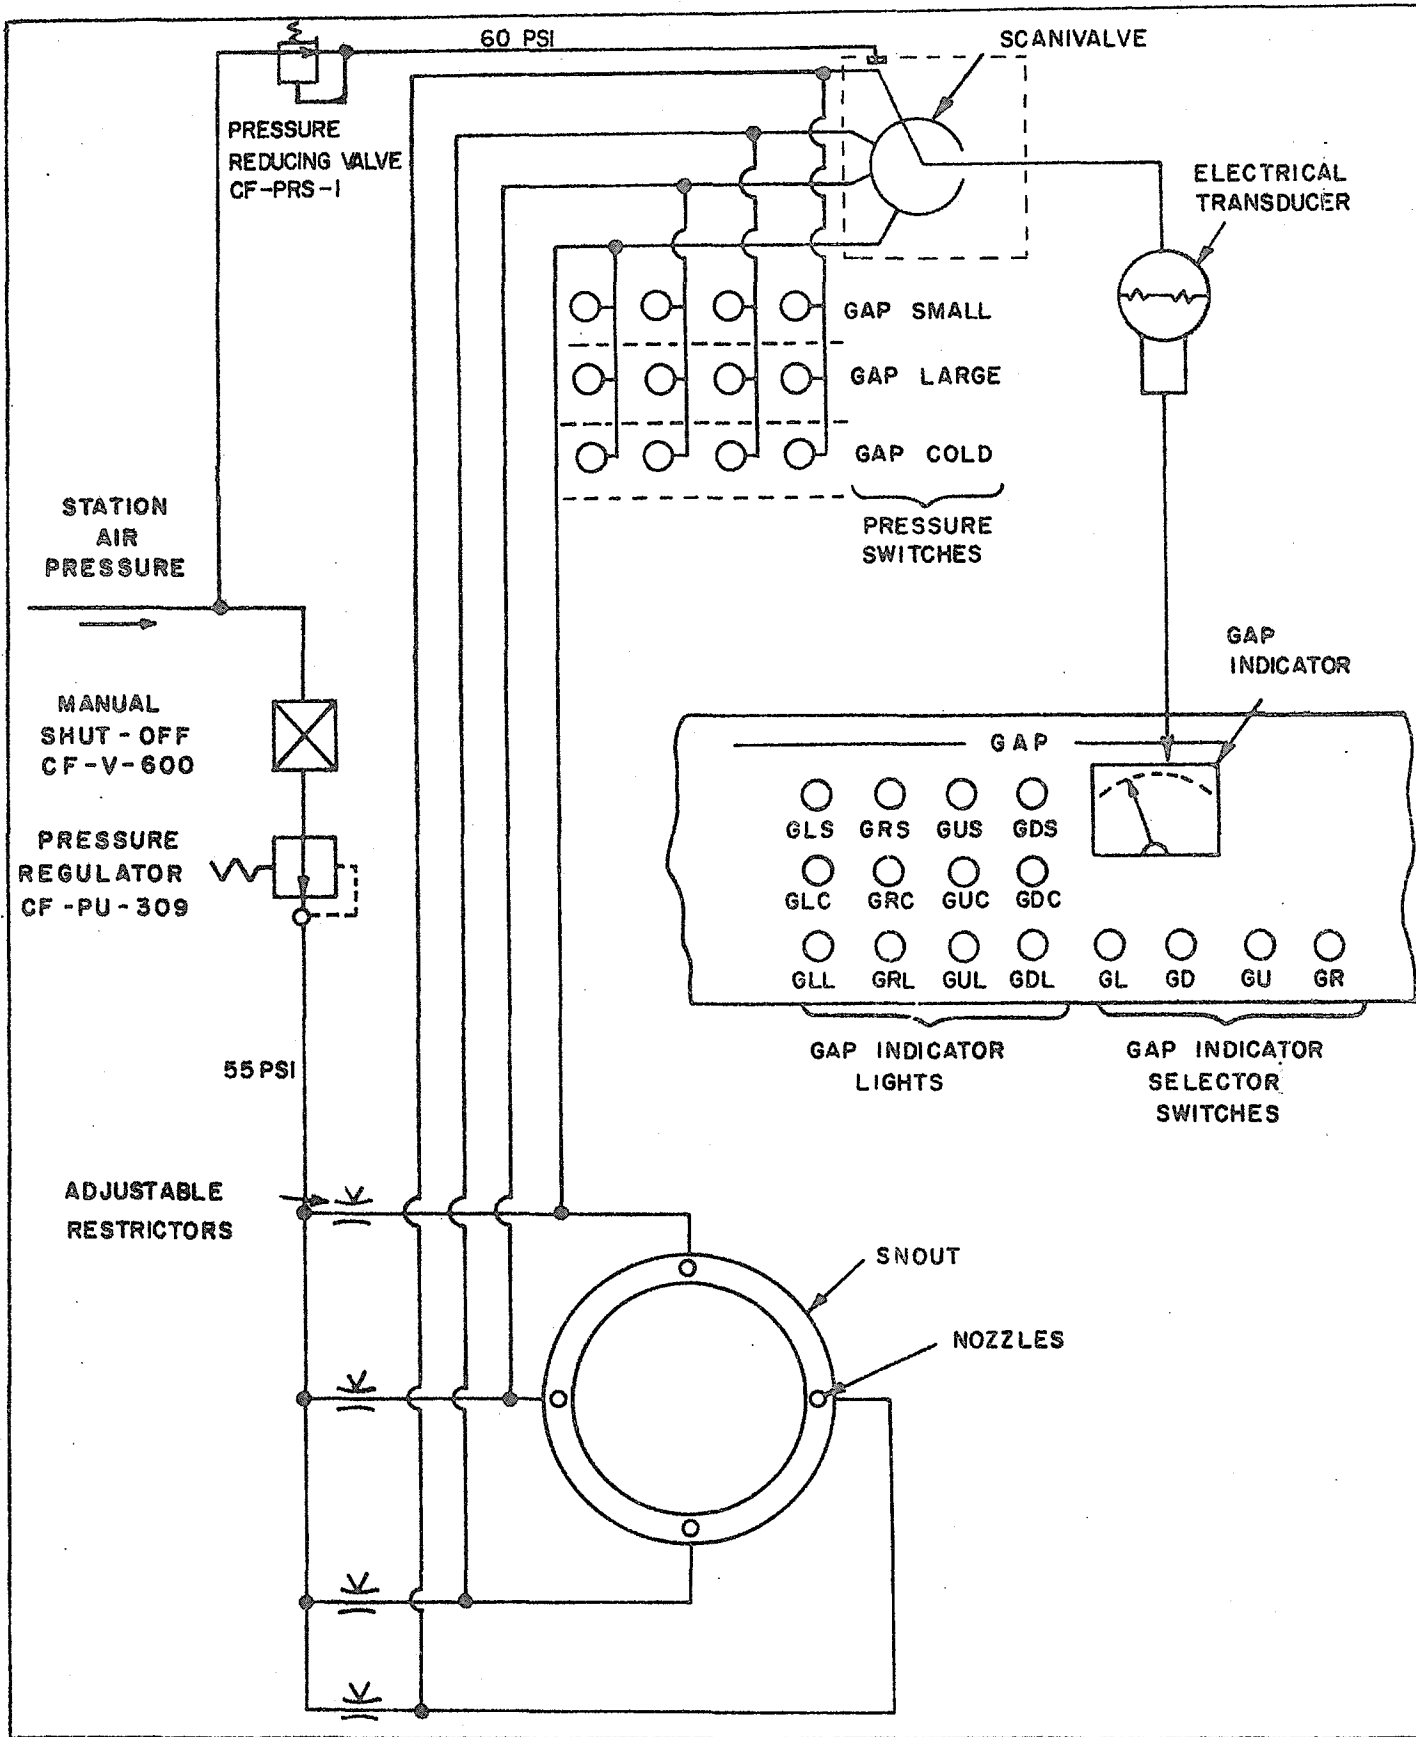 60 PSI
SCANIVALVE
PRESSURE
REDUCING VALVE
CF-PRS-1
ELECTRICAL
TRANSDUCER
GAP SMALL
GAP LARGE
GAP COLD
PRESSURE
SWITCHES
STATION
AIR
PRESSURE
GAP
INDICATOR
MANUAL
SHUT-OFF
CF-V-600
GAP
GLS GRS GUS GDS
PRESSURE
REGULATOR
CF-PU-309
GLC GRC GUC GDC
GLL GRL GUL GDL GL GD GU GR
GAP INDICATOR
LIGHTS
GAP INDICATOR
SELECTOR
SWITCHES
55 PSI
ADJUSTABLE
RESTRICTORS
SNOUT
NOZZLES